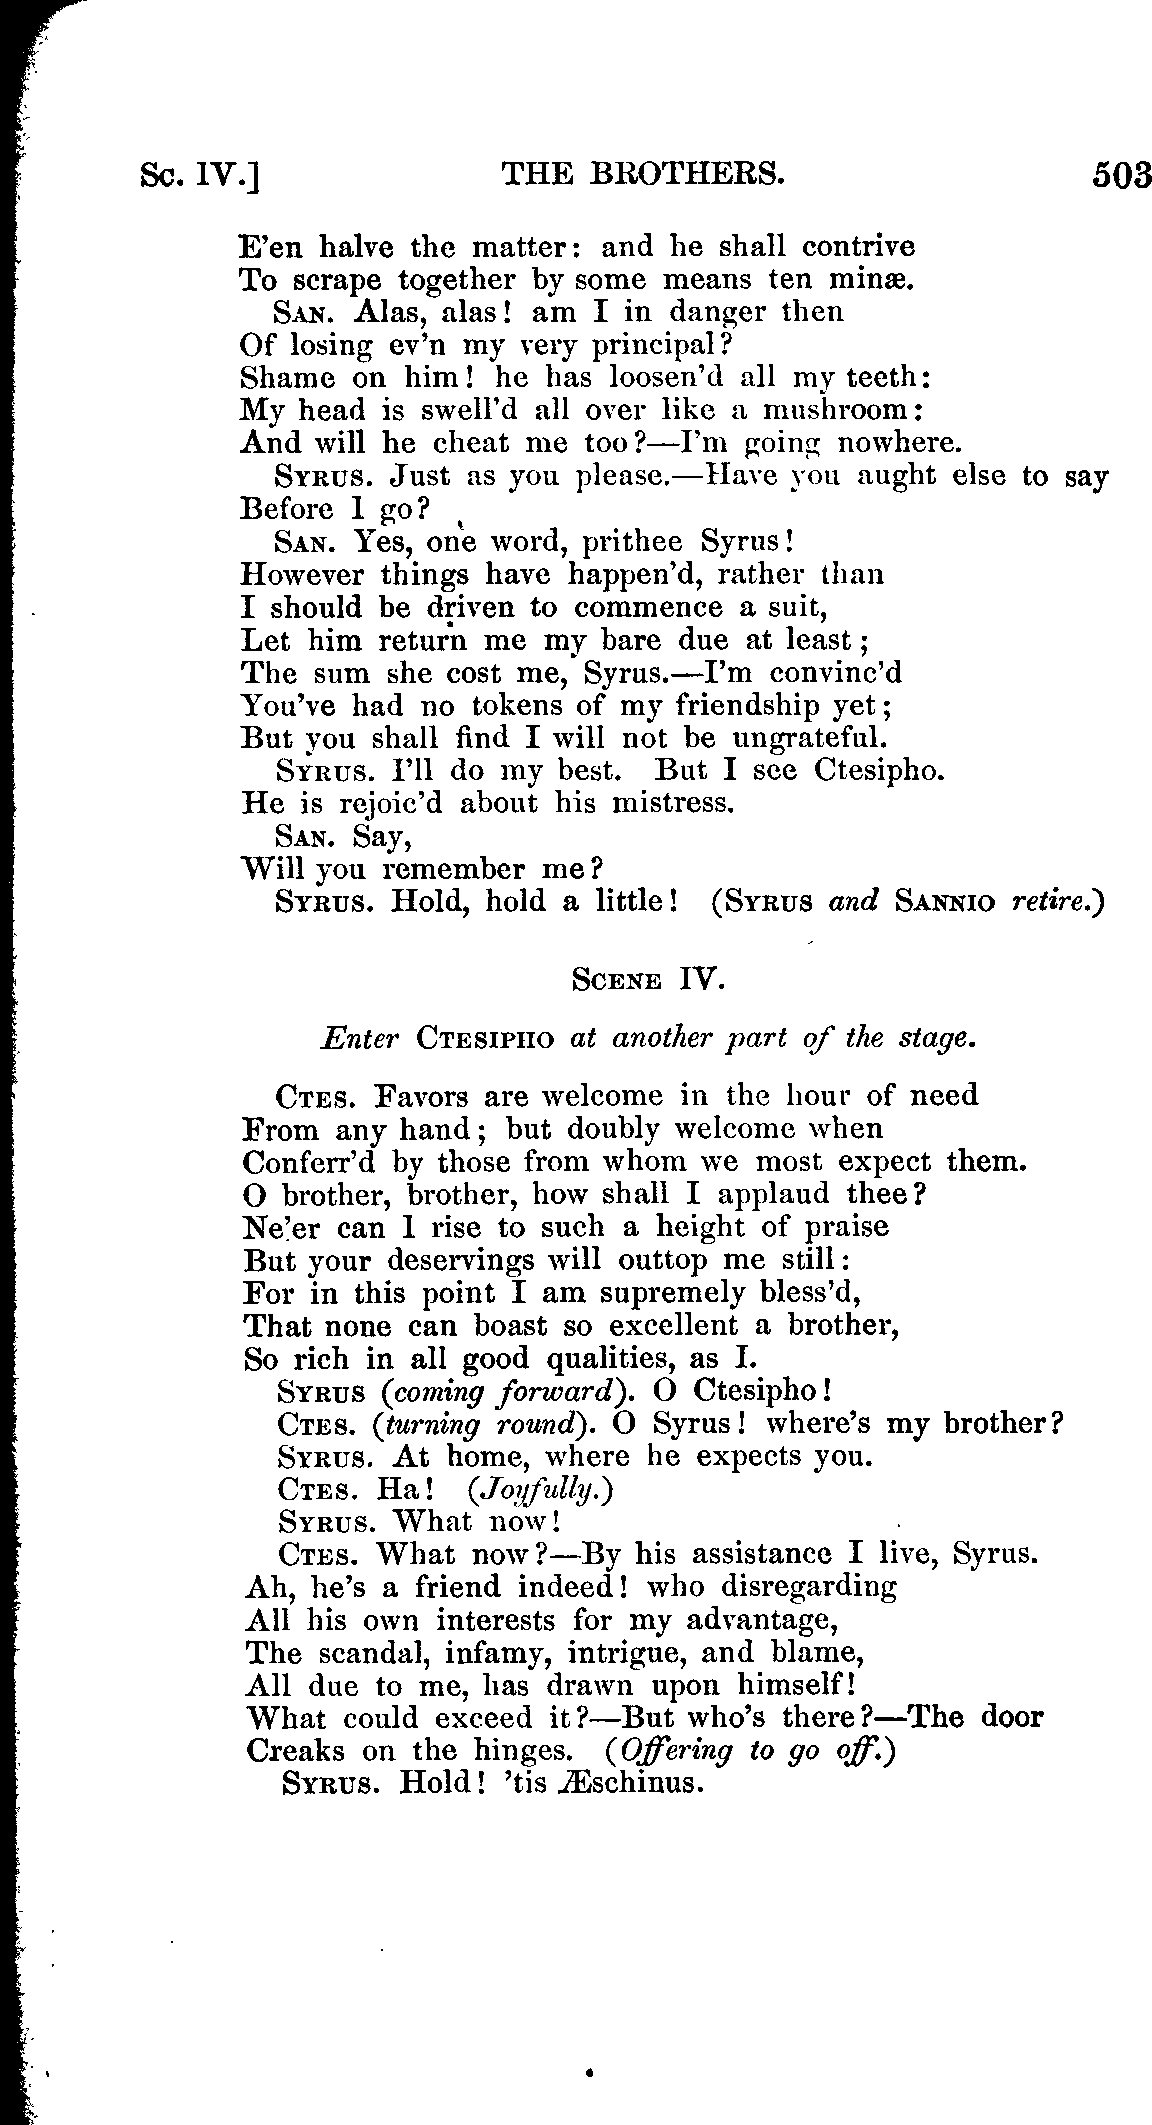 Sc. IV.] THE BROTHERS. 503
E'en halve the matter: and he shall contrive
To scrape together by some means ten minæ.
SAN. Alas, alas! am I in danger then
Of losing ev'n my very principal?
Shame on him! he has loosen'd all my teeth:
My head is swell'd all over like a mushroom:
And will he cheat me too?—I'm going nowhere.
SYRUS. Just as you please.—Have you aught else to say
Before I go?
SAN. Yes, one word, prithee Syrus!
However things have happen'd, rather than
I should be driven to commence a suit,
Let him return me my bare due at least;
The sum she cost me, Syrus.—I'm convinc'd
You've had no tokens of my friendship yet;
But you shall find I will not be ungrateful.
SYRUS. I'll do my best. But I see Ctesipho.
He is rejoic'd about his mistress.
SAN. Say,
Will you remember me?
SYRUS. Hold, hold a little! (SYRUS and SANNIO retire.)
SCENE IV.
Enter CTESIPHO at another part of the stage.
CTES. Favors are welcome in the hour of need
From any hand; but doubly welcome when
Conferr'd by those from whom we most expect them.
O brother, brother, how shall I applaud thee?
Ne'er can I rise to such a height of praise
But your deservings will outtop me still:
For in this point I am supremely bless'd,
That none can boast so excellent a brother,
So rich in all good qualities, as I.
SYRUS (coming forward). O Ctesipho!
CTES. (turning round). O Syrus! where's my brother?
SYRUS. At home, where he expects you.
CTES. Ha! (Joyfully.)
SYRUS. What now!
CTES. What now?—By his assistance I live, Syrus.
Ah, he's a friend indeed! who disregarding
All his own interests for my advantage,
The scandal, infamy, intrigue, and blame,
All due to me, has drawn upon himself!
What could exceed it?—But who's there?—The door
Creaks on the hinges. (Offering to go off.)
SYRUS. Hold! 'tis Æschinus.